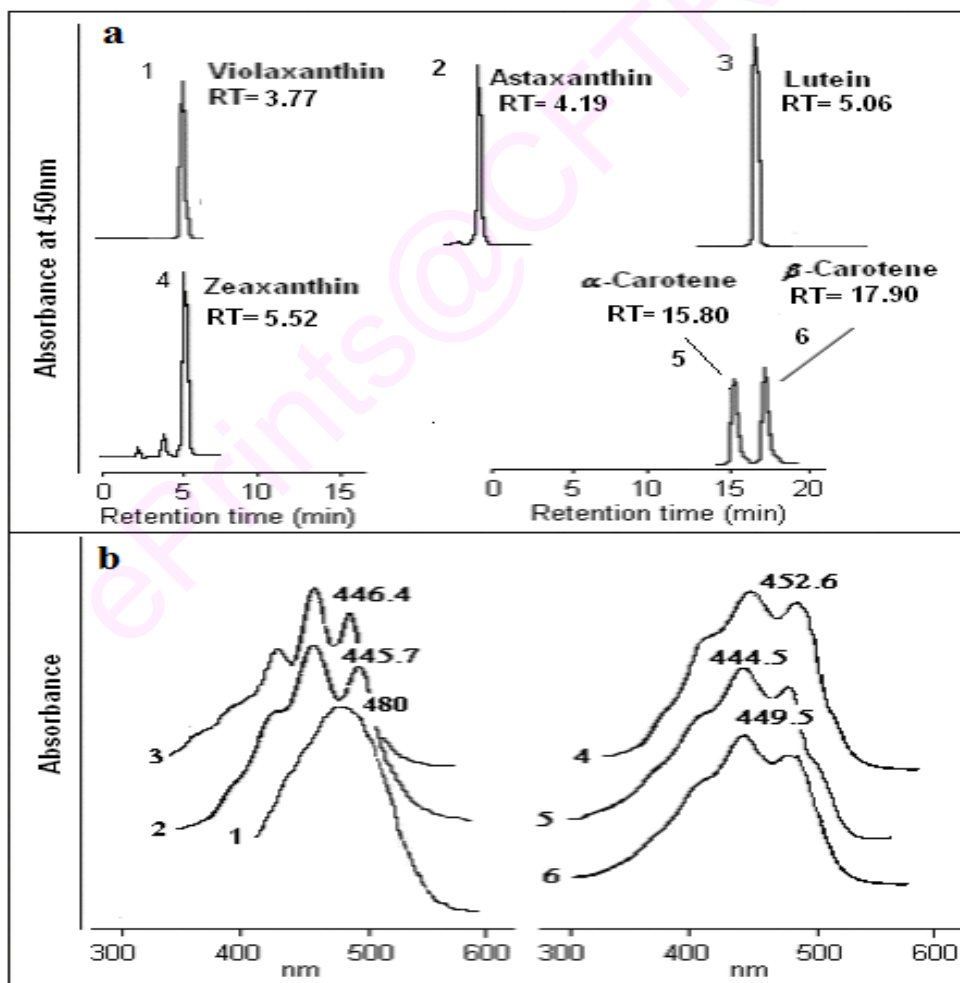 a
1
Violaxanthin
RT= 3.77
2
Astaxanthin
RT= 4.19
3
Lutein
RT= 5.06
Absorbance at 450nm
4
Zeaxanthin
RT= 5.52
α-Carotene
RT= 15.80
5
β-Carotene
RT= 17.90
6
0 5 10 15
Retention time (min)
0 5 10 15 20
Retention time (min)
b
Absorbance
446.4
445.7
480
3
2
1
452.6
444.5
449.5
4
5
6
300 400 500 600
nm
300 400 500 600
nm
ePrints@CFTR